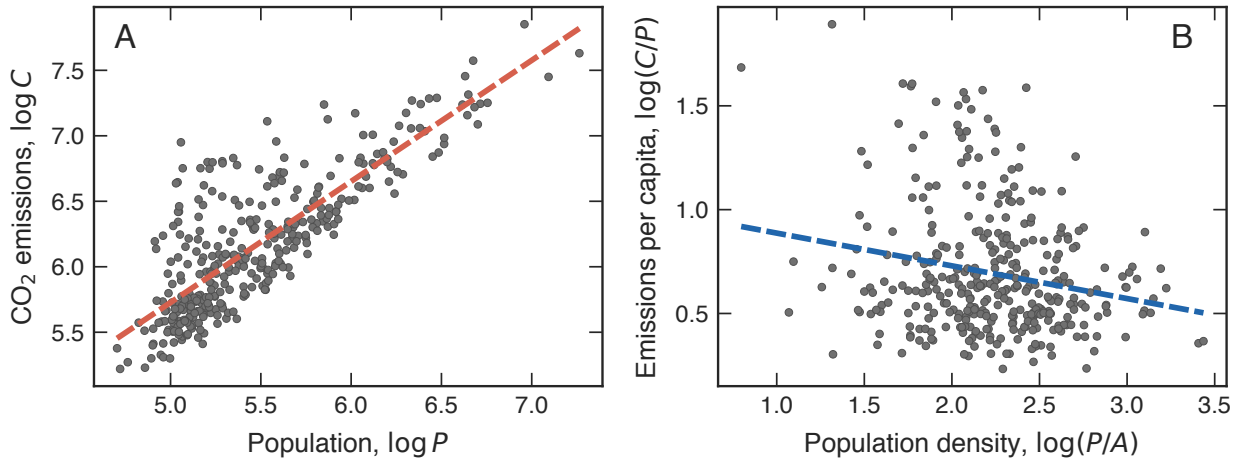 A
CO₂ emissions, log C
7.5
7.0
6.5
6.0
5.5
5.0 5.5 6.0 6.5 7.0
Population, log P
B
Emissions per capita, log(C/P)
1.5
1.0
0.5
1.0 1.5 2.0 2.5 3.0 3.5
Population density, log(P/A)